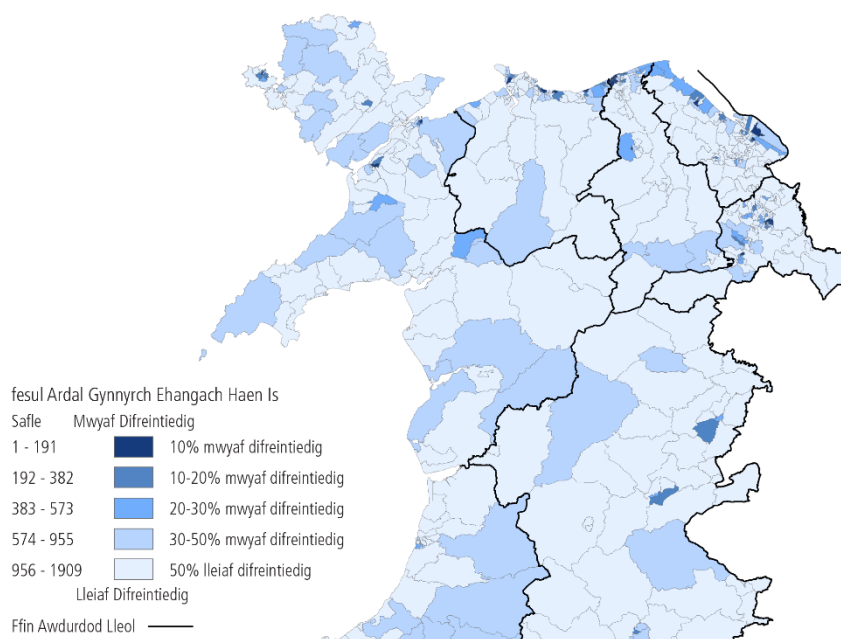 fesul Ardal Gynnyrch Ehangach Haen Is
Safle Mwyaf Difreintiedig
1 - 191 10% mwyaf difreintiedig
192 - 382 10-20% mwyaf difreintiedig
383 - 573 20-30% mwyaf difreintiedig
574 - 955 30-50% mwyaf difreintiedig
956 - 1909 50% lleiaf difreintiedig
Lleiaf Difreintiedig
Ffin Awdurdod Lleol